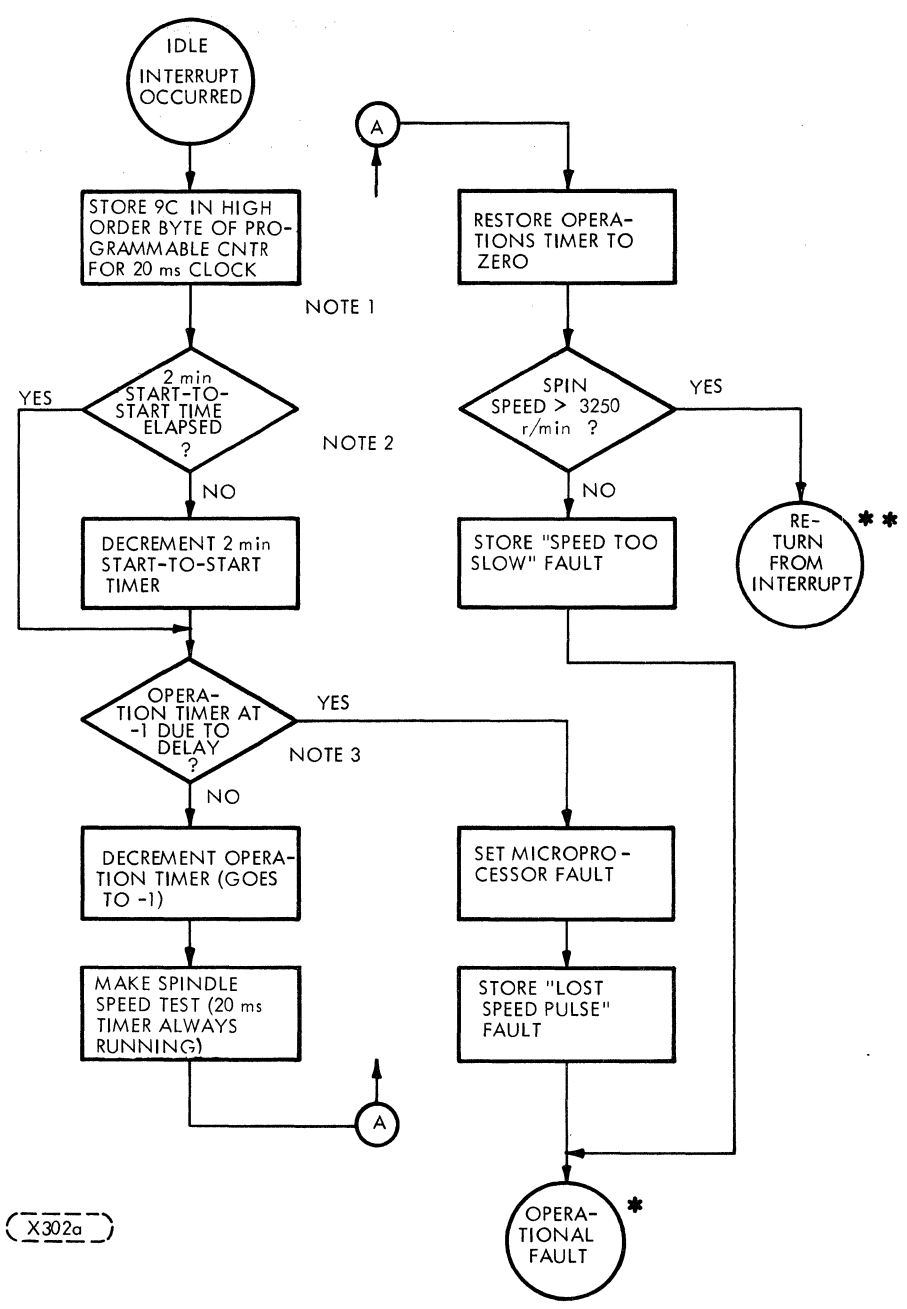 IDLE
INTERRUPT
OCCURRED
STORE 9C IN HIGH
ORDER BYTE OF PRO-
GRAMMABLE CNTR
FOR 20 ms CLOCK
NOTE 1
2 min
START-TO-
START TIME
ELAPSED
?
YES
NOTE 2
NO
DECREMENT 2 min
START-TO-START
TIMER
OPERA-
TION TIMER AT
-1 DUE TO
DELAY
?
YES
NOTE 3
NO
DECREMENT OPERA-
TION TIMER (GOES
TO -1)
MAKE SPINDLE
SPEED TEST (20 ms
TIMER ALWAYS
RUNNING)
A
A
RESTORE OPERA-
TIONS TIMER TO
ZERO
SPIN
SPEED > 3250
r/min ?
YES
NO
RE-
TURN
FROM
INTERRUPT
**
STORE "SPEED TOO
SLOW" FAULT
SET MICROPRO-
CESSOR FAULT
STORE "LOST
SPEED PULSE"
FAULT
OPERA-
TIONAL
FAULT
*
X302a